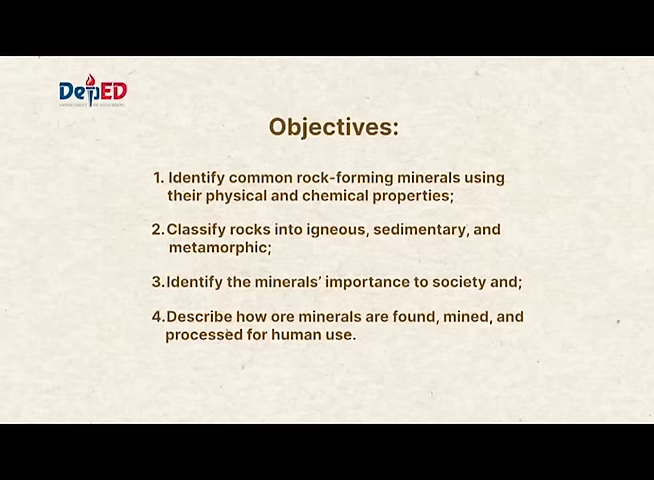 DepED
Objectives:
1. Identify common rock-forming minerals using
their physical and chemical properties;
2.Classify rocks into igneous, sedimentary, and
metamorphic;
3.Identify the minerals' importance to society and;
4.Describe how ore minerals are found, mined, and
processed for human use.